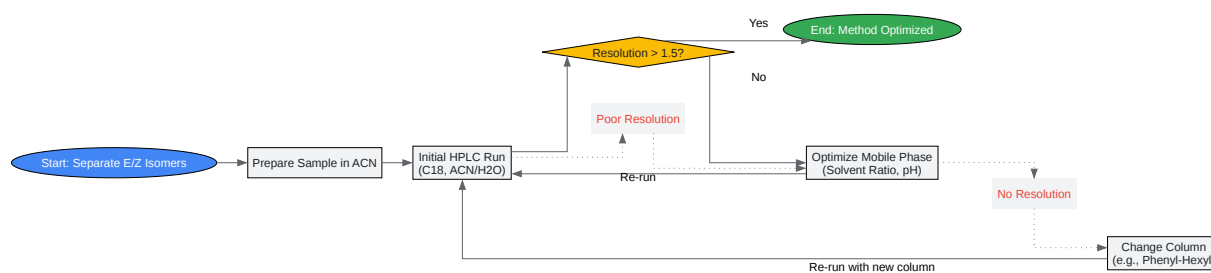 Yes
End: Method Optimized
Resolution > 1.5?
No
Poor Resolution
Start: Separate E/Z Isomers
Prepare Sample in ACN
Initial HPLC Run
(C18, ACN/H2O)
Optimize Mobile Phase
(Solvent Ratio, pH)
Re-run
No Resolution
Change Column
(e.g., Phenyl-Hexyl
Re-run with new column